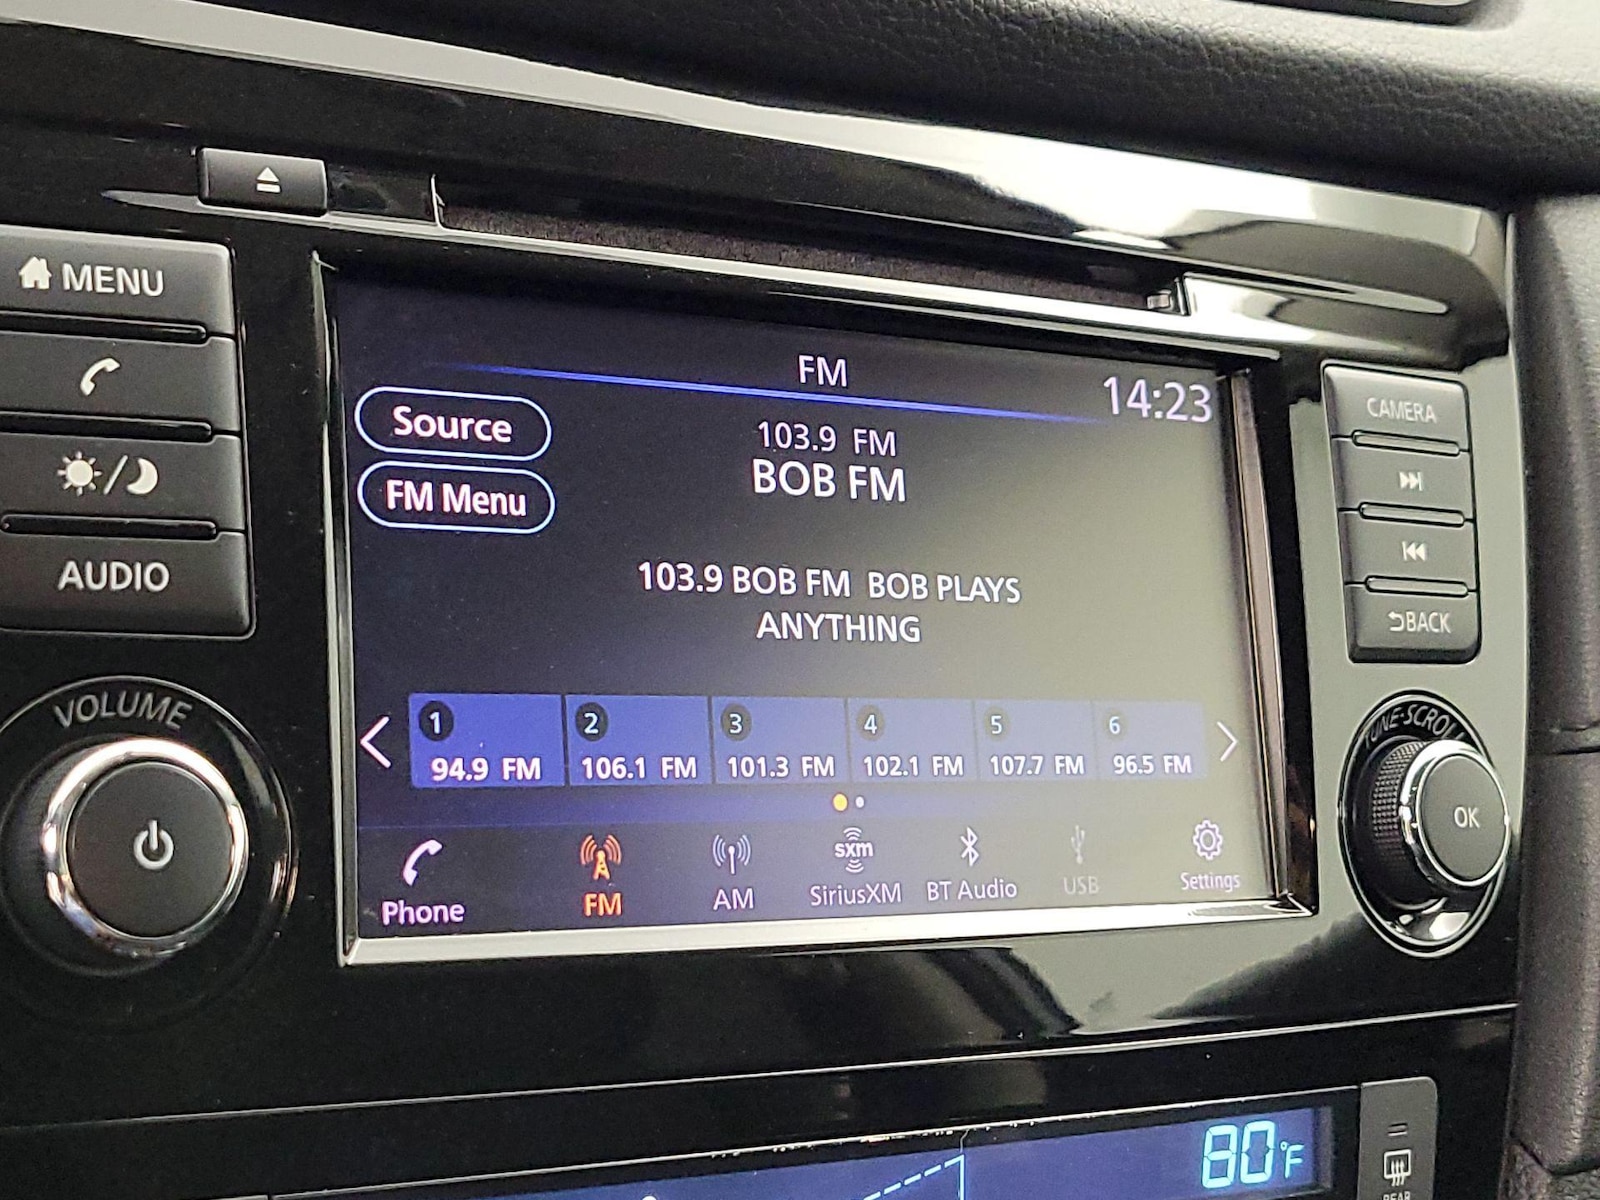 MENU
AUDIO
VOLUME
FM
14:23
Source
FM Menu
103.9 FM
BOB FM
103.9 BOB FM BOB PLAYS
ANYTHING
1 2 3 4 5 6
94.9 FM 106.1 FM 101.3 FM 102.1 FM 107.7 FM 96.5 FM
sxm
Phone FM AM SiriusXM BT Audio USB Settings
CAMERA
BACK
TUNE·SCROLL
OK
80°F
REAR